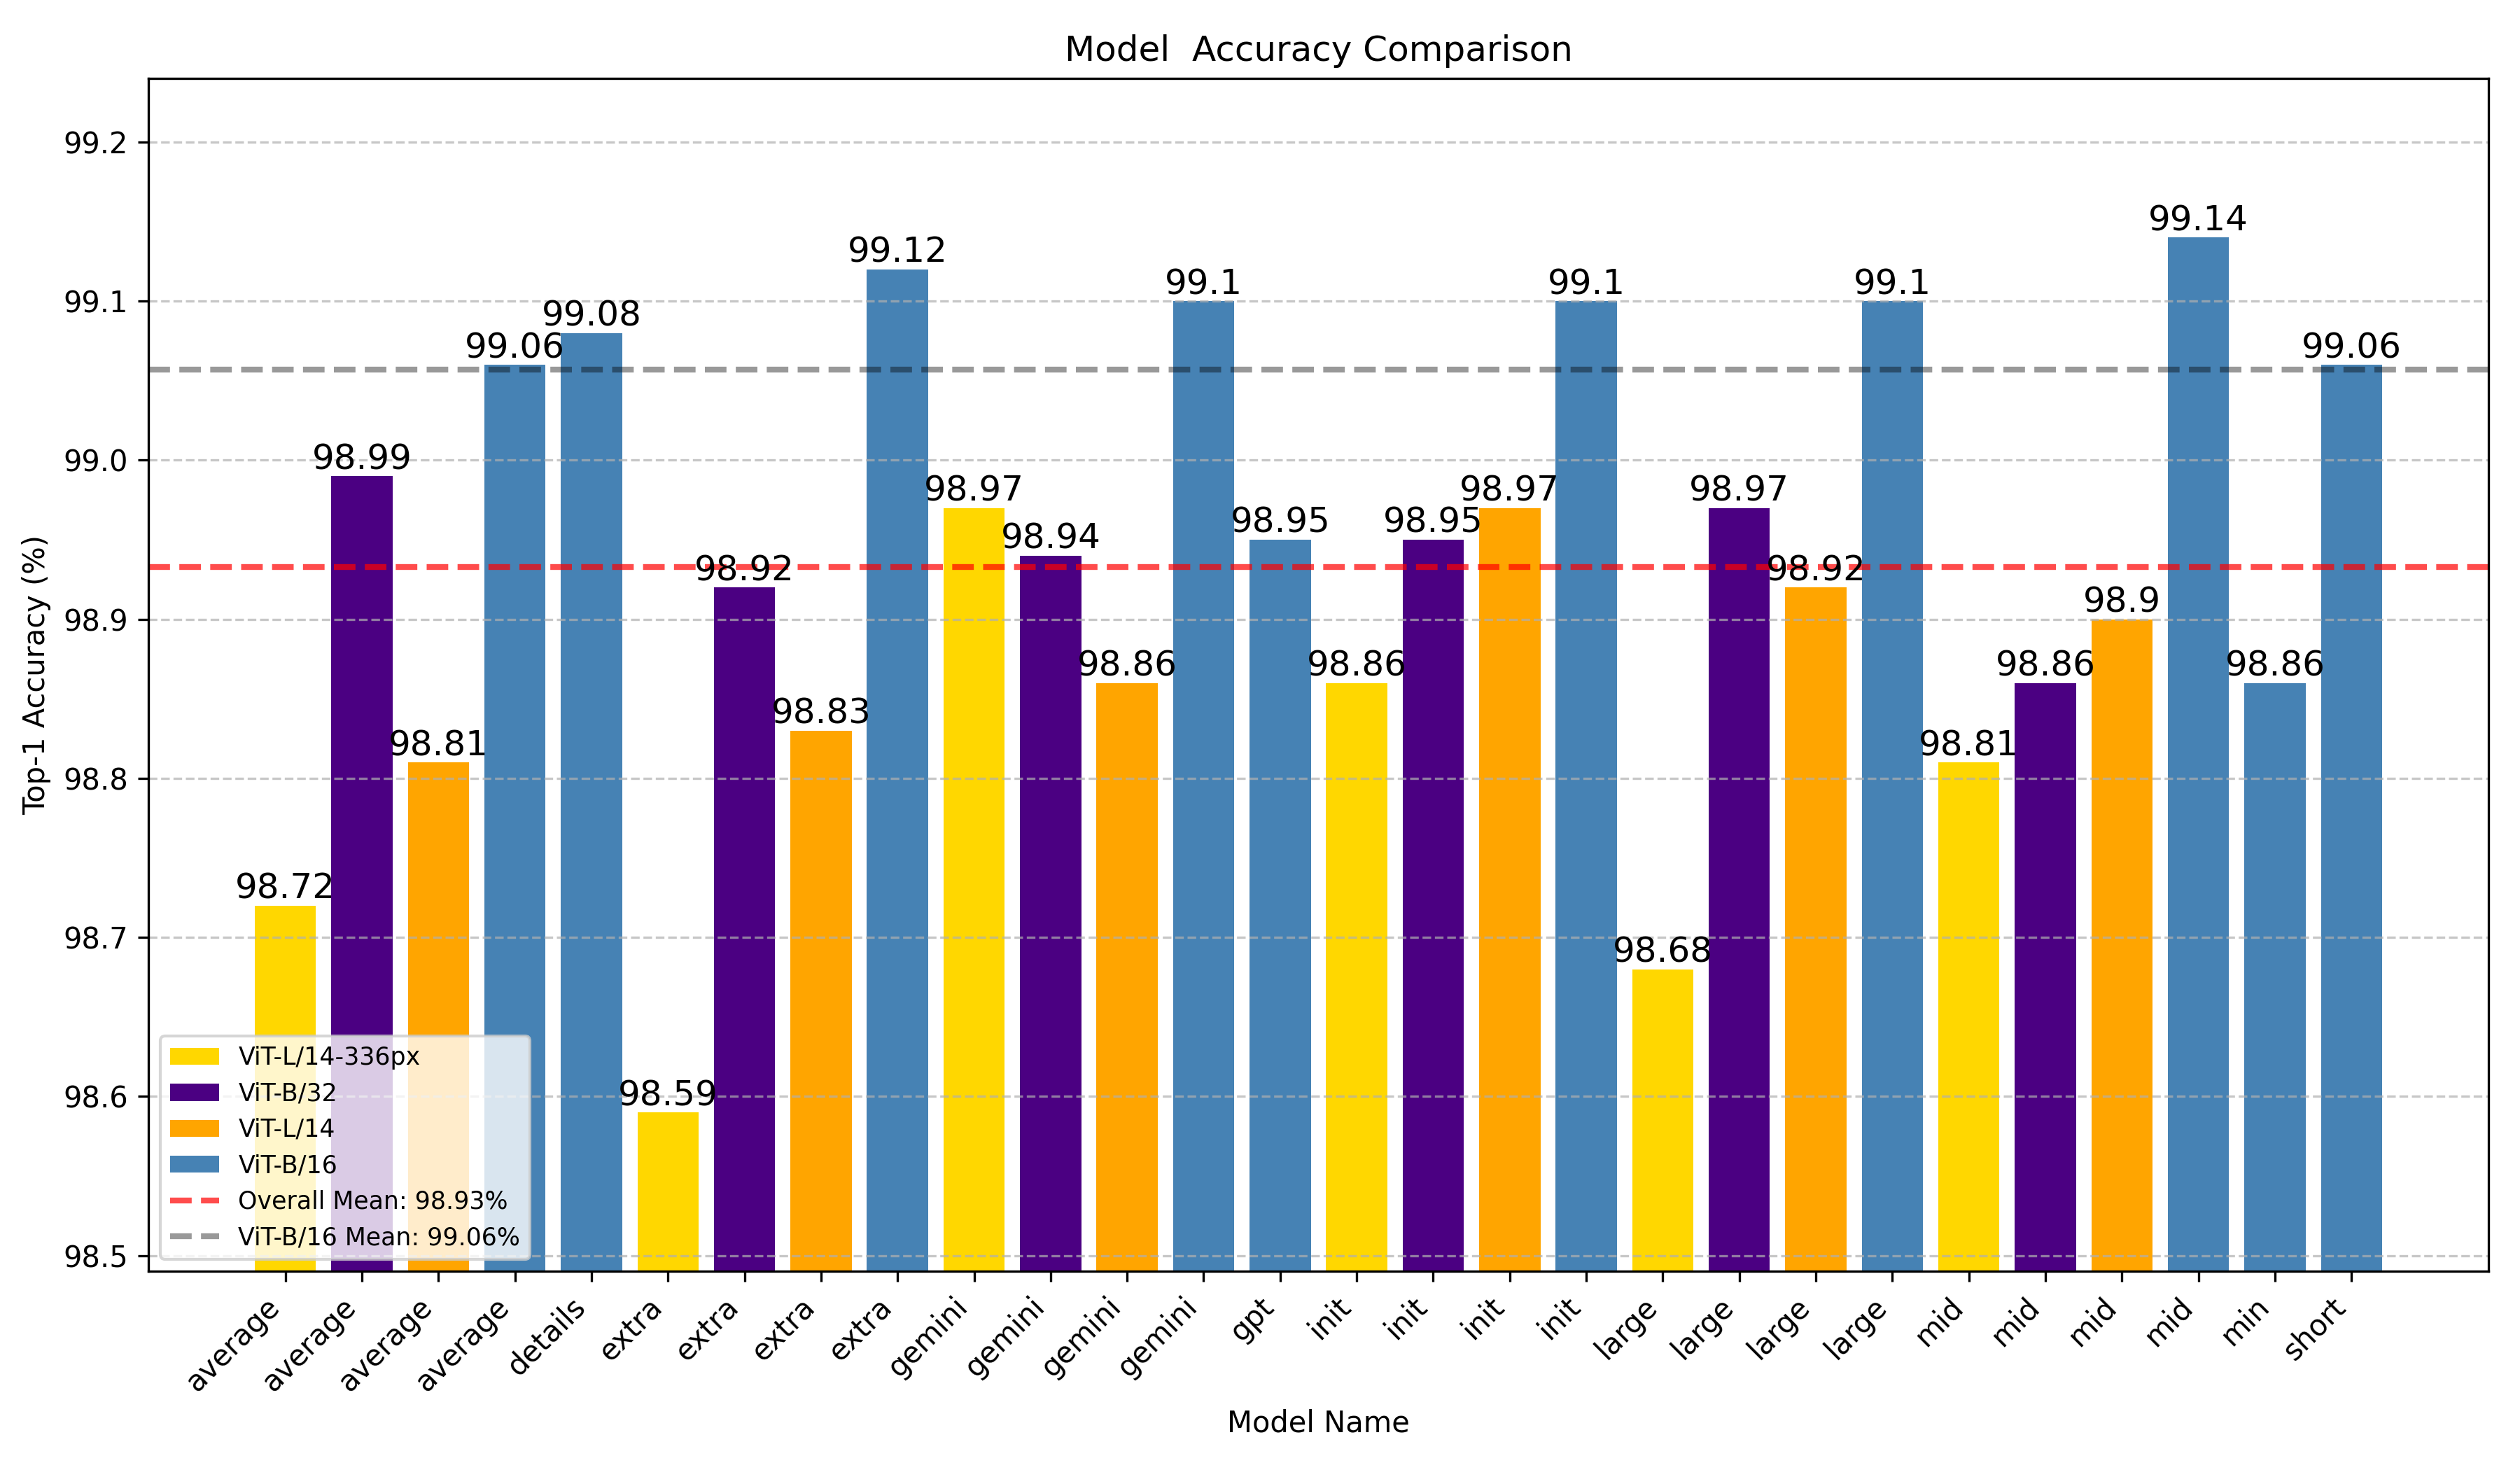 Model  Accuracy Comparison
Top-1 Accuracy (%)
99.2
99.1
99.0
98.9
98.8
98.7
98.6
98.5
98.72
98.99
98.81
99.06
99.08
98.59
98.92
98.83
99.12
98.97
98.94
98.86
99.1
98.95
98.86
98.95
98.97
99.1
98.68
98.97
98.92
99.1
98.81
98.86
98.9
99.14
98.86
99.06
ViT-L/14-336px
ViT-B/32
ViT-L/14
ViT-B/16
Overall Mean: 98.93%
ViT-B/16 Mean: 99.06%
average
average
average
average
details
extra
extra
extra
extra
gemini
gemini
gemini
gemini
gpt
init
init
init
init
large
large
large
large
mid
mid
mid
mid
min
short
Model Name